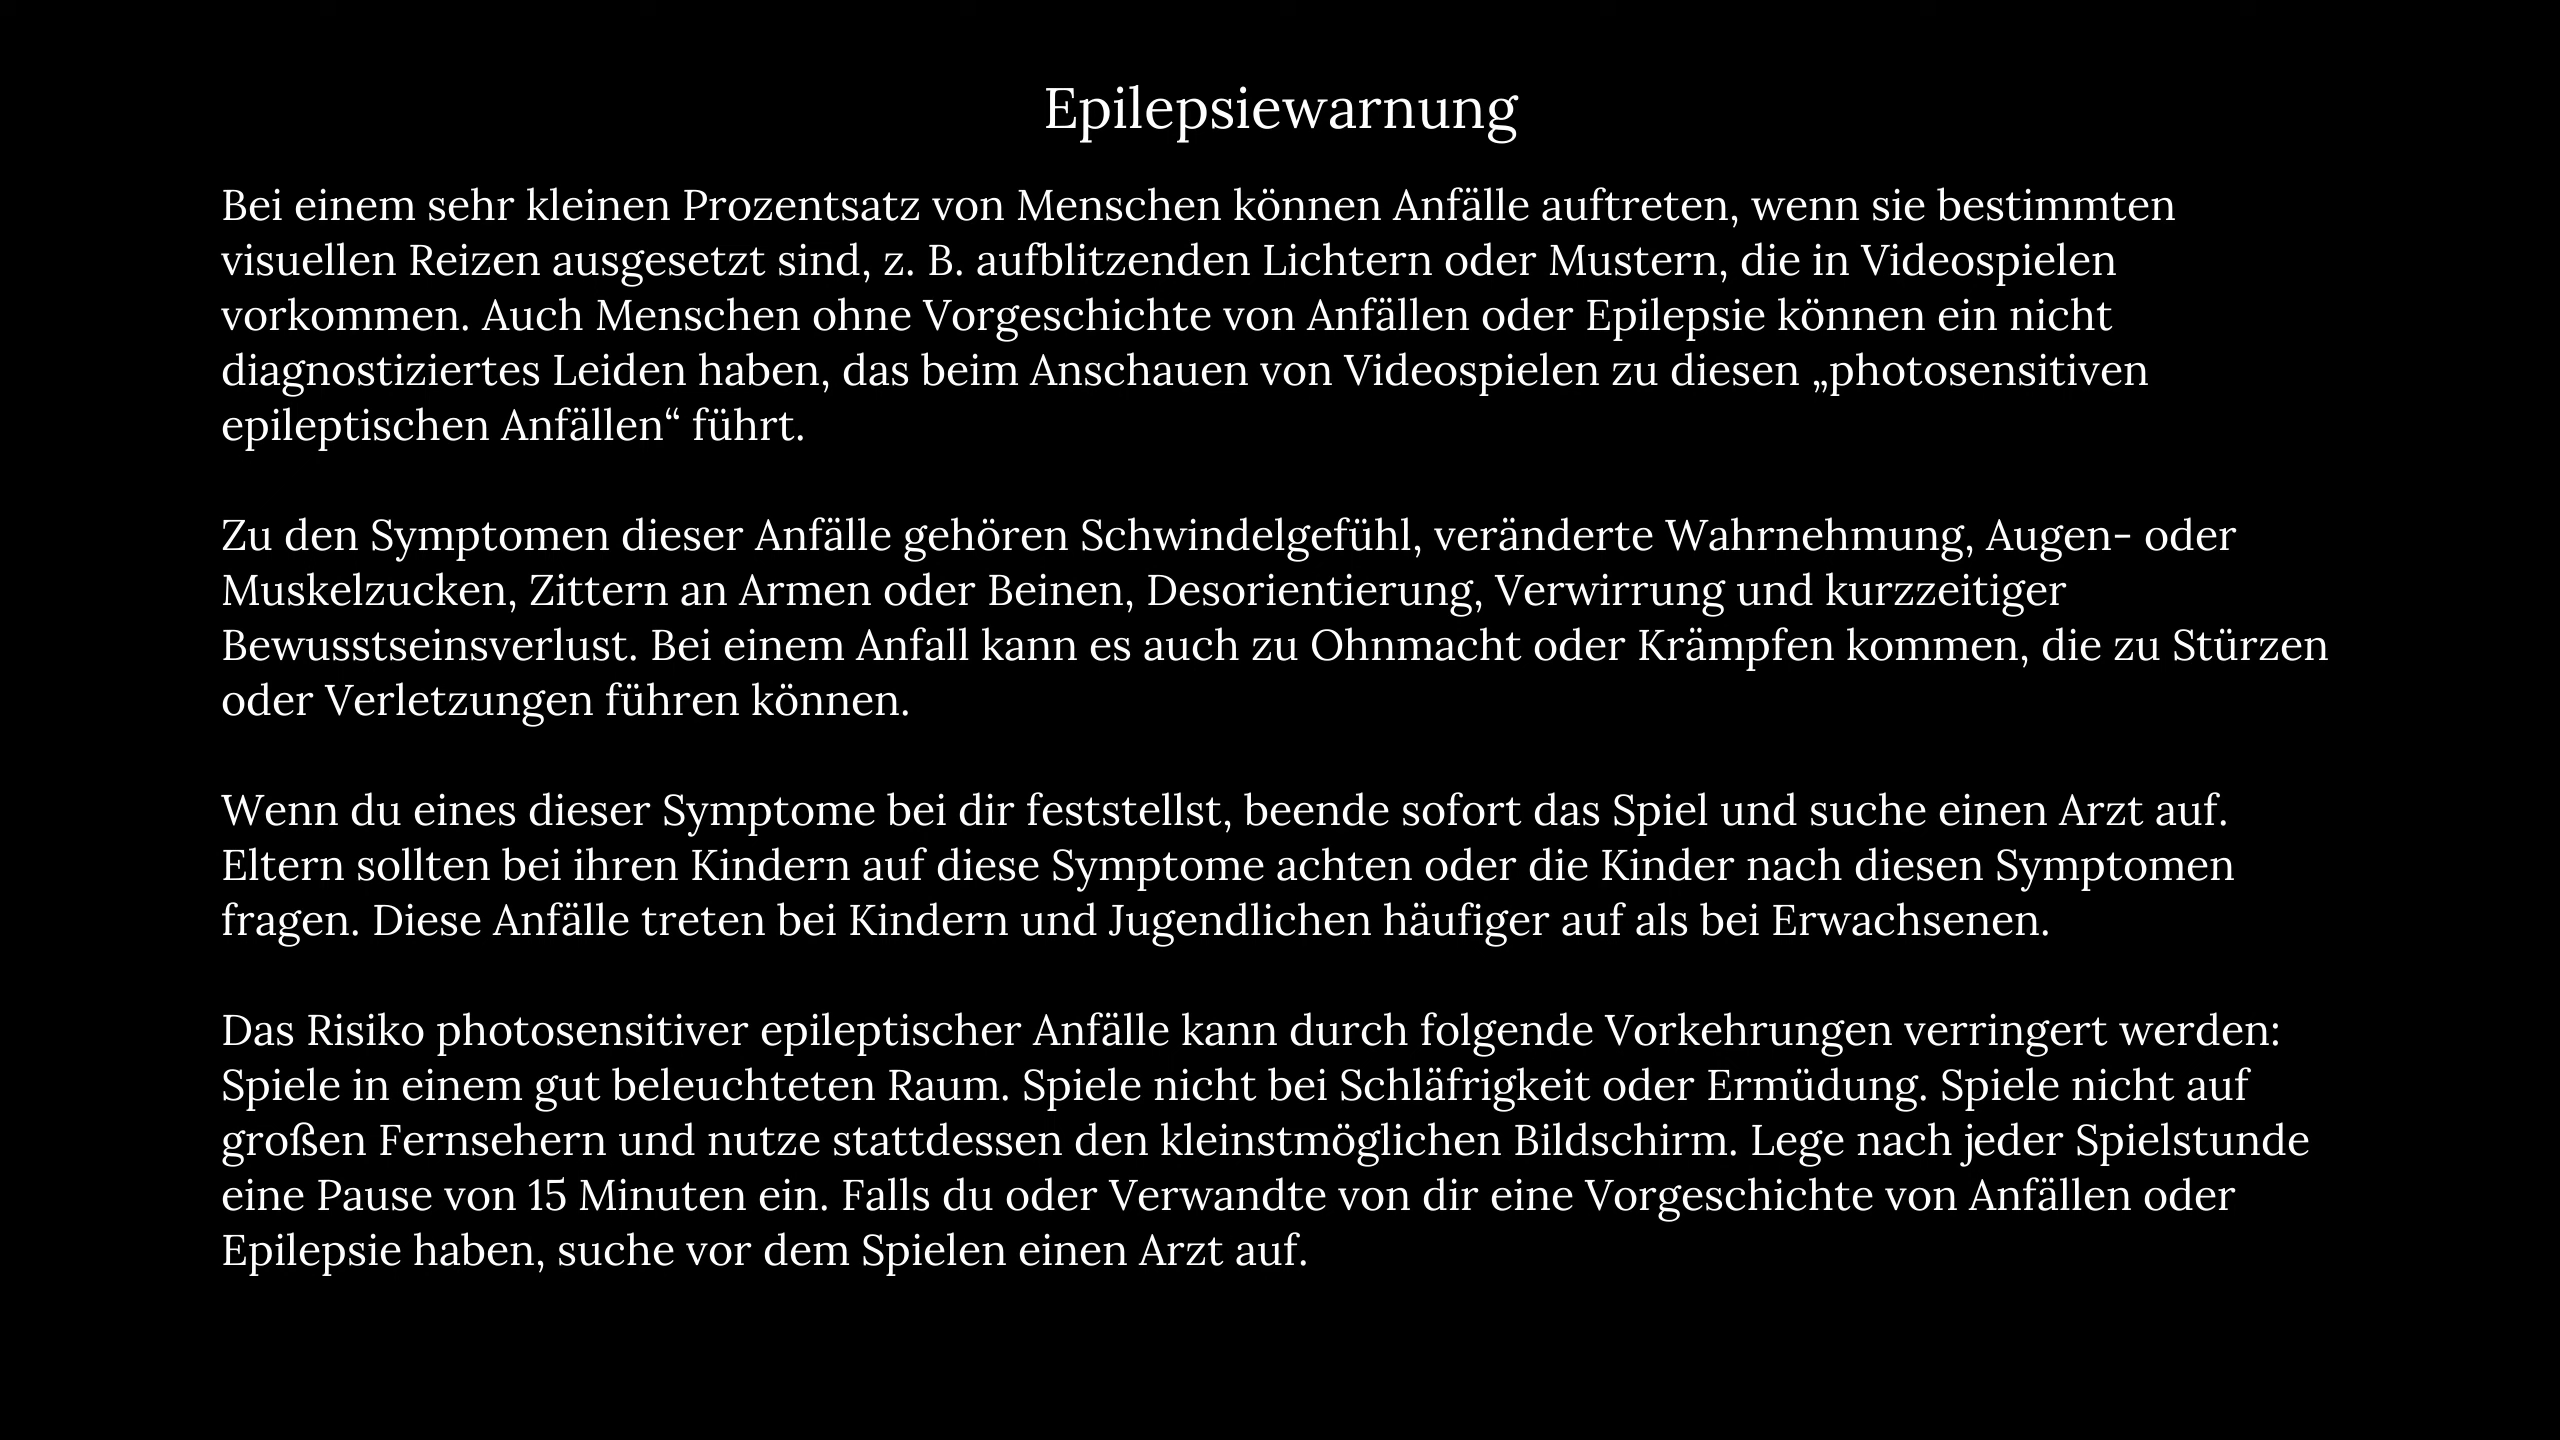 Epilepsiewarnung
Bei einem sehr kleinen Prozentsatz von Menschen können Anfälle auftreten, wenn sie bestimmten
visuellen Reizen ausgesetzt sind, z. B. aufblitzenden Lichtern oder Mustern, die in Videospielen
vorkommen. Auch Menschen ohne Vorgeschichte von Anfällen oder Epilepsie können ein nicht
diagnostiziertes Leiden haben, das beim Anschauen von Videospielen zu diesen „photosensitiven
epileptischen Anfällen“ führt.
Zu den Symptomen dieser Anfälle gehören Schwindelgefühl, veränderte Wahrnehmung, Augen- oder
Muskelzucken, Zittern an Armen oder Beinen, Desorientierung, Verwirrung und kurzzeitiger
Bewusstseinsverlust. Bei einem Anfall kann es auch zu Ohnmacht oder Krämpfen kommen, die zu Stürzen
oder Verletzungen führen können.
Wenn du eines dieser Symptome bei dir feststellst, beende sofort das Spiel und suche einen Arzt auf.
Eltern sollten bei ihren Kindern auf diese Symptome achten oder die Kinder nach diesen Symptomen
fragen. Diese Anfälle treten bei Kindern und Jugendlichen häufiger auf als bei Erwachsenen.
Das Risiko photosensitiver epileptischer Anfälle kann durch folgende Vorkehrungen verringert werden:
Spiele in einem gut beleuchteten Raum. Spiele nicht bei Schläfrigkeit oder Ermüdung. Spiele nicht auf
großen Fernsehern und nutze stattdessen den kleinstmöglichen Bildschirm. Lege nach jeder Spielstunde
eine Pause von 15 Minuten ein. Falls du oder Verwandte von dir eine Vorgeschichte von Anfällen oder
Epilepsie haben, suche vor dem Spielen einen Arzt auf.